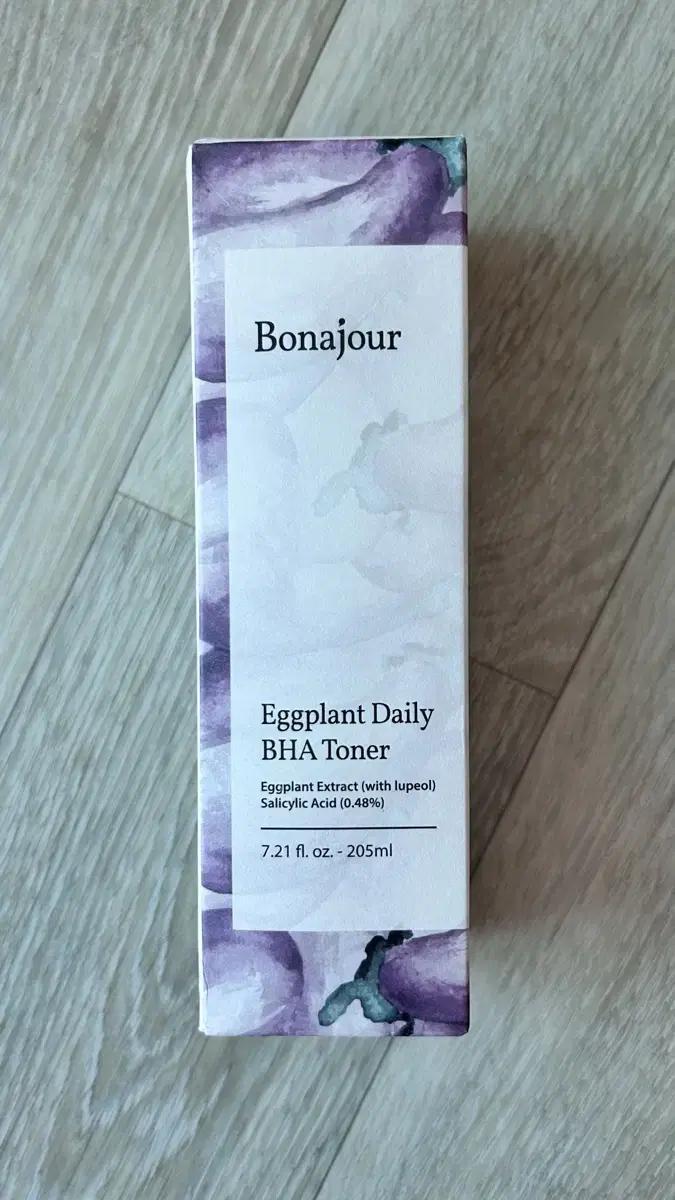 Bonajour
Eggplant Daily
BHA Toner
Eggplant Extract (with lupeol)
Salicylic Acid (0.48%)
7.21 fl. oz. - 205ml